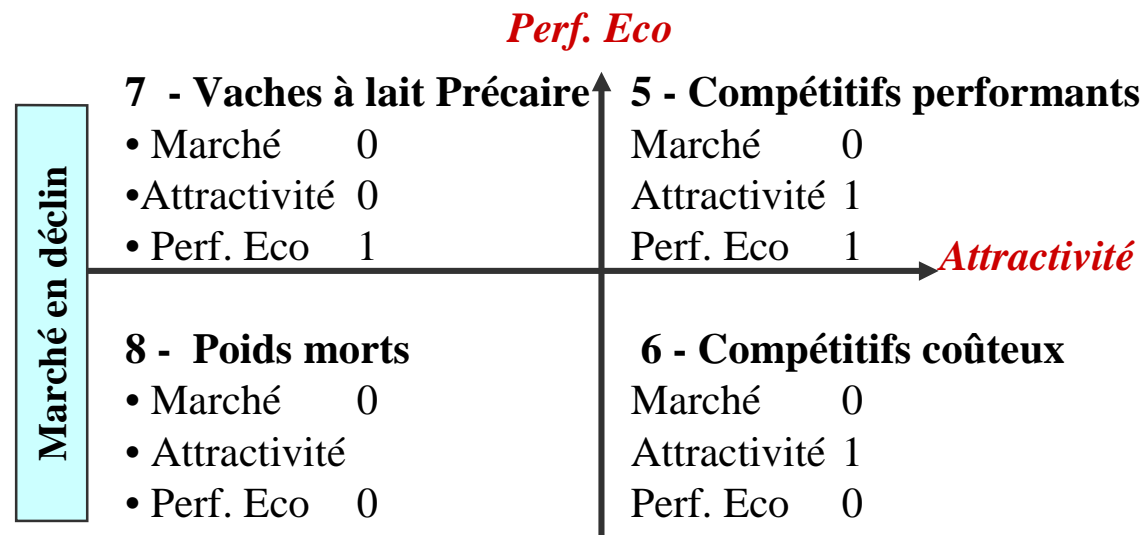 Perf. Eco
Marché en déclin
7 - Vaches à lait Précaire
• Marché 0
•Attractivité 0
• Perf. Eco 1
5 - Compétitifs performants
Marché 0
Attractivité 1
Perf. Eco 1
Attractivité
8 - Poids morts
• Marché 0
• Attractivité
• Perf. Eco 0
6 - Compétitifs coûteux
Marché 0
Attractivité 1
Perf. Eco 0